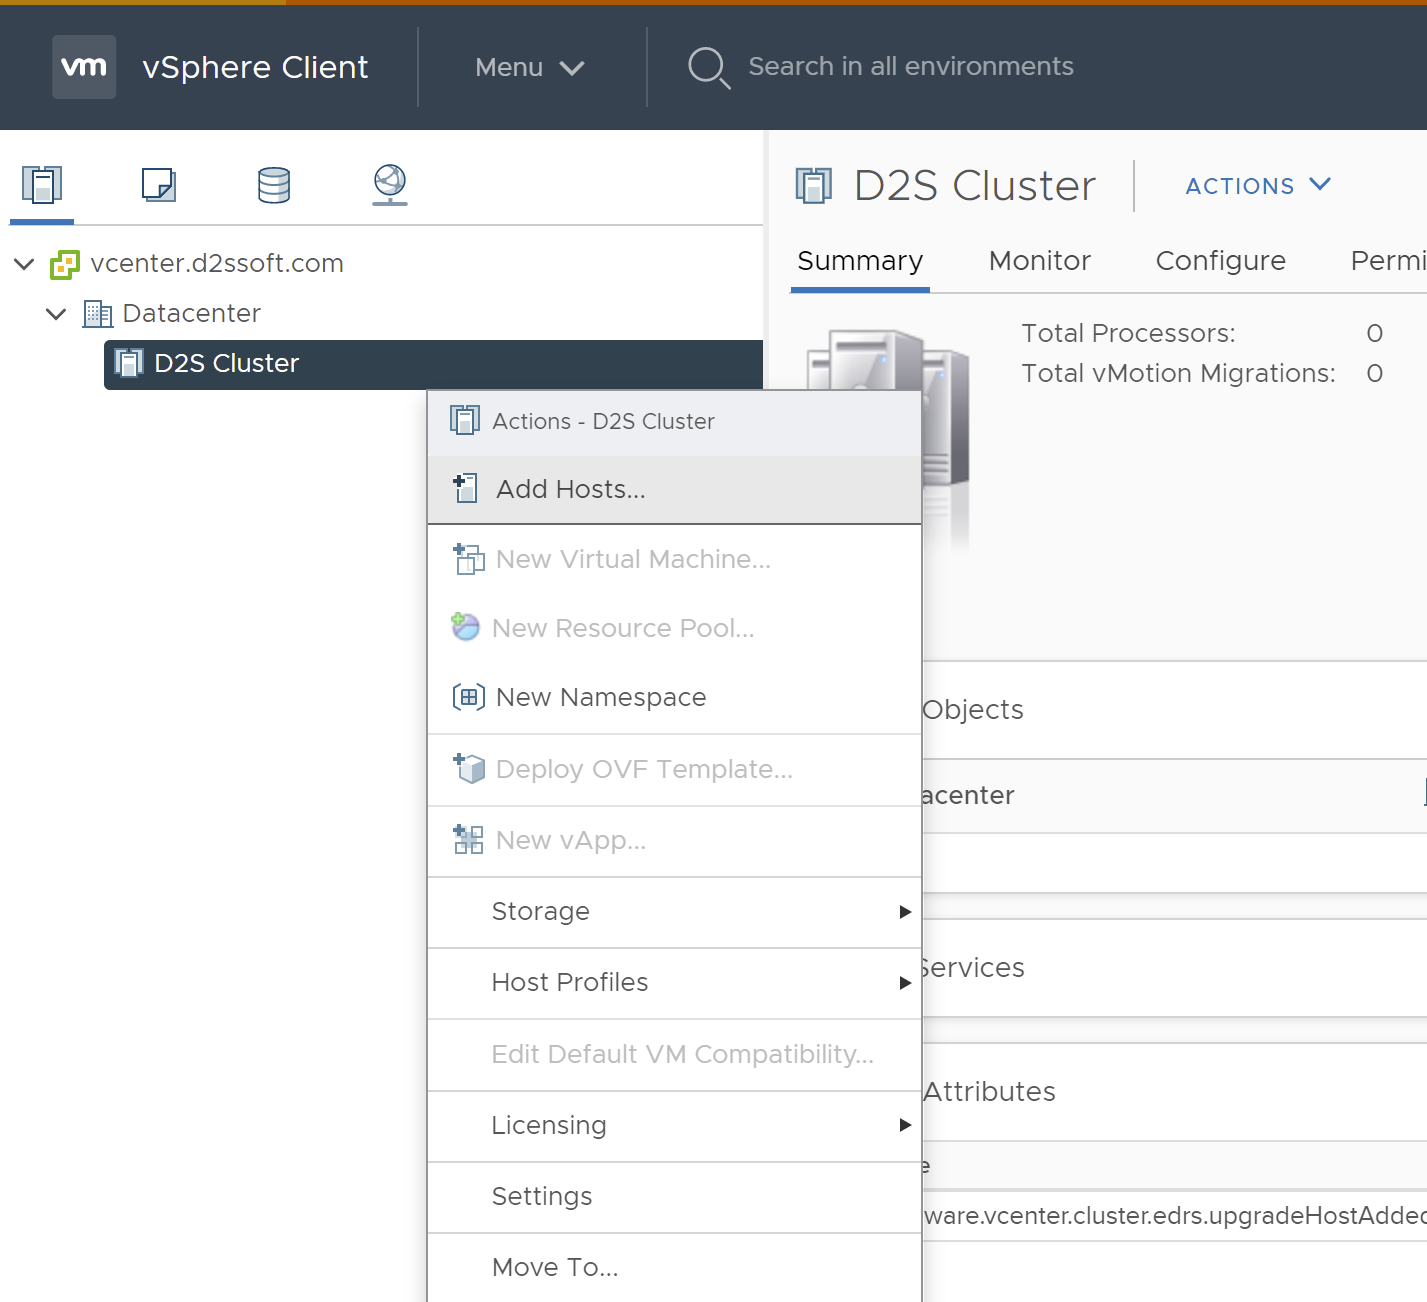 vm vSphere Client Menu Search in all environments
D2S Cluster ACTIONS
Summary Monitor Configure Permi
vcenter.d2ssoft.com
Datacenter
D2S Cluster
Total Processors: 0
Total vMotion Migrations: 0
Actions - D2S Cluster
Add Hosts...
New Virtual Machine...
New Resource Pool...
New Namespace
Deploy OVF Template...
New vApp...
Storage
Host Profiles
Edit Default VM Compatibility...
Licensing
Settings
Move To...
Objects
acenter
Services
Attributes
e
ware.vcenter.cluster.edrs.upgradeHostAdded